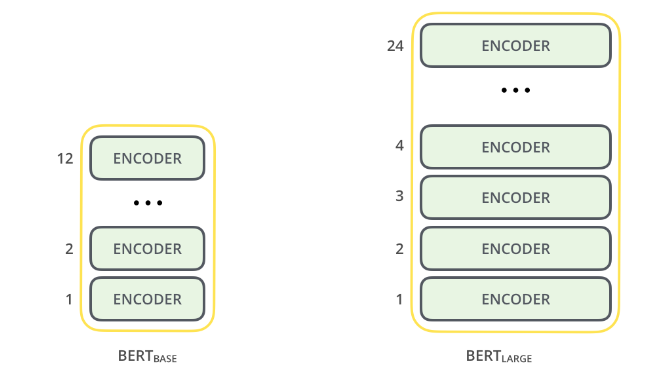 12 ENCODER
...
2 ENCODER
1 ENCODER
BERTBASE
24 ENCODER
...
4 ENCODER
3 ENCODER
2 ENCODER
1 ENCODER
BERTLARGE